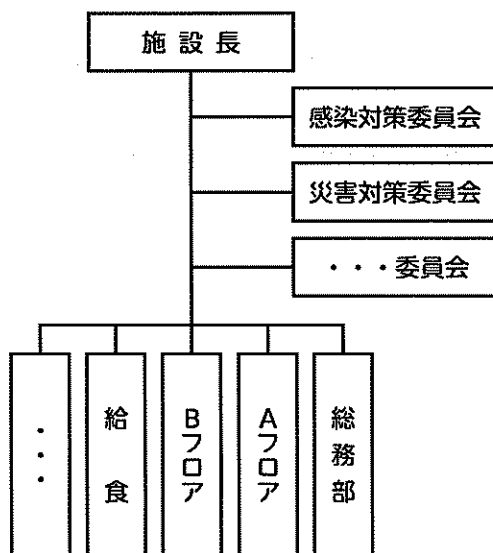 施設長
感染対策委員会
災害対策委員会
・・・委員会
総務部
Aフロア
Bフロア
給食
・・・